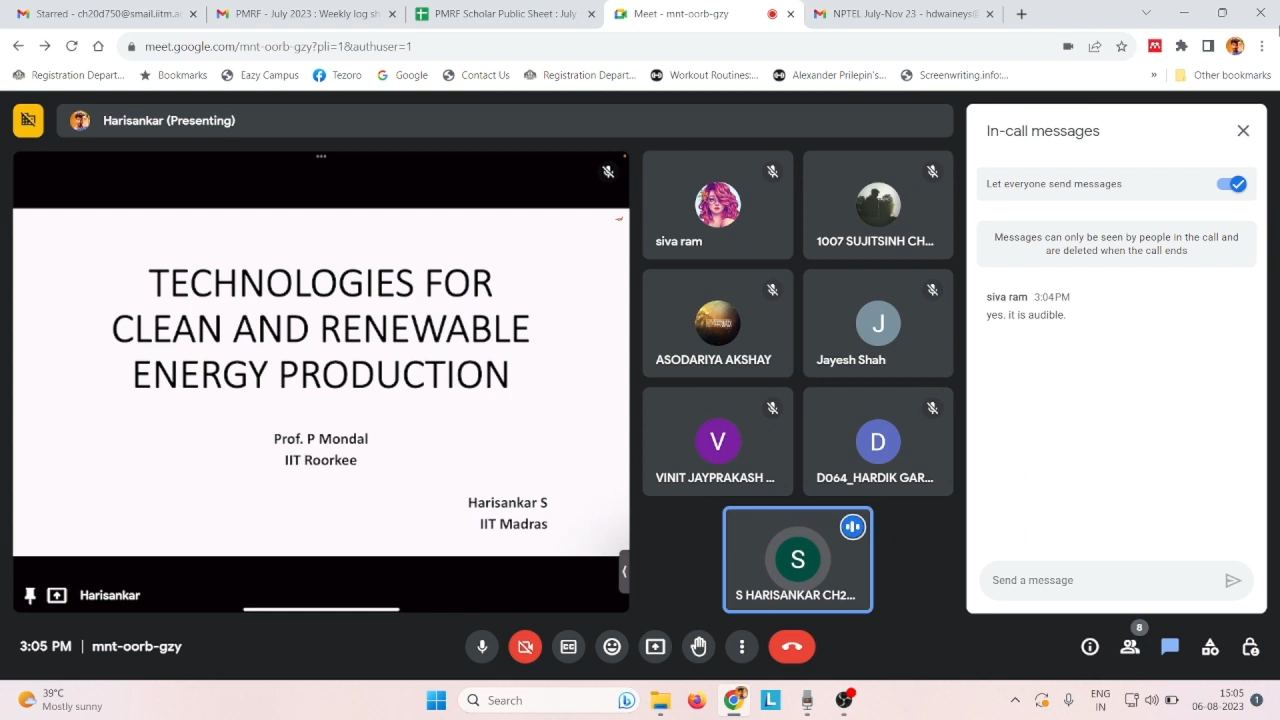 Starred - ch20d750@smail.iitm.a
PMRF - July 2023 : Weekly log sh
PMRF Scholar Public Sheet : July
Meet - mnt-oorb-gzy
NPTEL July-Nov 23 - hdwaineys@
meet.google.com/mnt-oorb-gzy?pli=1&authuser=1
Registration Depart...
Bookmarks
Eazy Campus
Tezoro
Google
Contact Us
Registration Depart...
Workout Routines:...
Alexander Prilepin's...
Screenwriting.info:...
»
Other bookmarks
Harisankar (Presenting)
TECHNOLOGIES FOR
CLEAN AND RENEWABLE
ENERGY PRODUCTION
Prof. P Mondal
IIT Roorkee
Harisankar S
IIT Madras
Harisankar
siva ram
1007 SUJITSINH CH...
ASODARIYA AKSHAY
J
Jayesh Shah
V
VINIT JAYPRAKASH ...
D
D064_HARDIK GAR...
S
S HARISANKAR CH2...
In-call messages
Let everyone send messages
Messages can only be seen by people in the call and
are deleted when the call ends
siva ram 3:04 PM
yes. it is audible.
Send a message
3:05 PM | mnt-oorb-gzy
8
39°C
Mostly sunny
Search
L
ENG
IN
15:05
06-08-2023
1